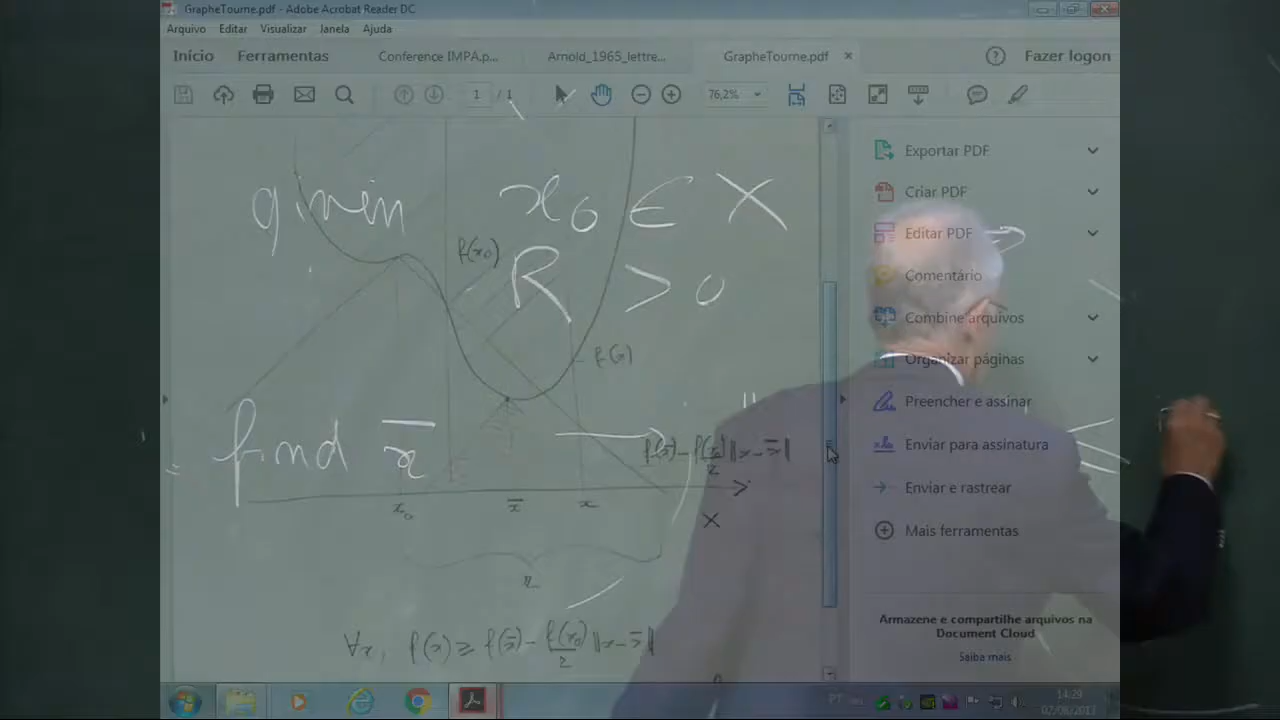 GrapheTourne.pdf - Adobe Acrobat Reader DC
Arquivo Editar Visualizar Janela Ajuda
Início Ferramentas Conference IMPA.p... Arnold_1965_lettre... GrapheTourne.pdf × Fazer logon
1 / 1 76,2%
Exportar PDF
Criar PDF
Editar PDF
Comentário
Combine arquivos
Organizar páginas
Preencher e assinar
Enviar para assinatura
Enviar e rastrear
Mais ferramentas
Armazene e compartilhe arquivos na
Document Cloud
Saiba mais
given x₀ ∈ X
R > 0
find x̄
f(x₀)
f(x)
x₀ x̄ x
X
∀x, f(x) ≥ f(x̄) - f(x₀)/2 ‖x-x̄‖
PT
14:29